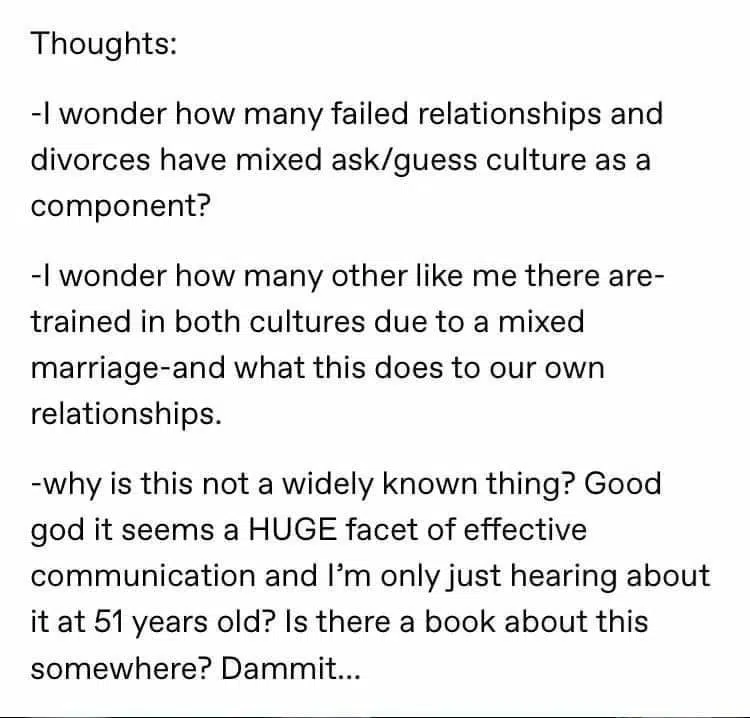 Thoughts:
-I wonder how many failed relationships and
divorces have mixed ask/guess culture as a
component?
-I wonder how many other like me there are-
trained in both cultures due to a mixed
marriage-and what this does to our own
relationships.
-why is this not a widely known thing? Good
god it seems a HUGE facet of effective
communication and I’m only just hearing about
it at 51 years old? Is there a book about this
somewhere? Dammit...